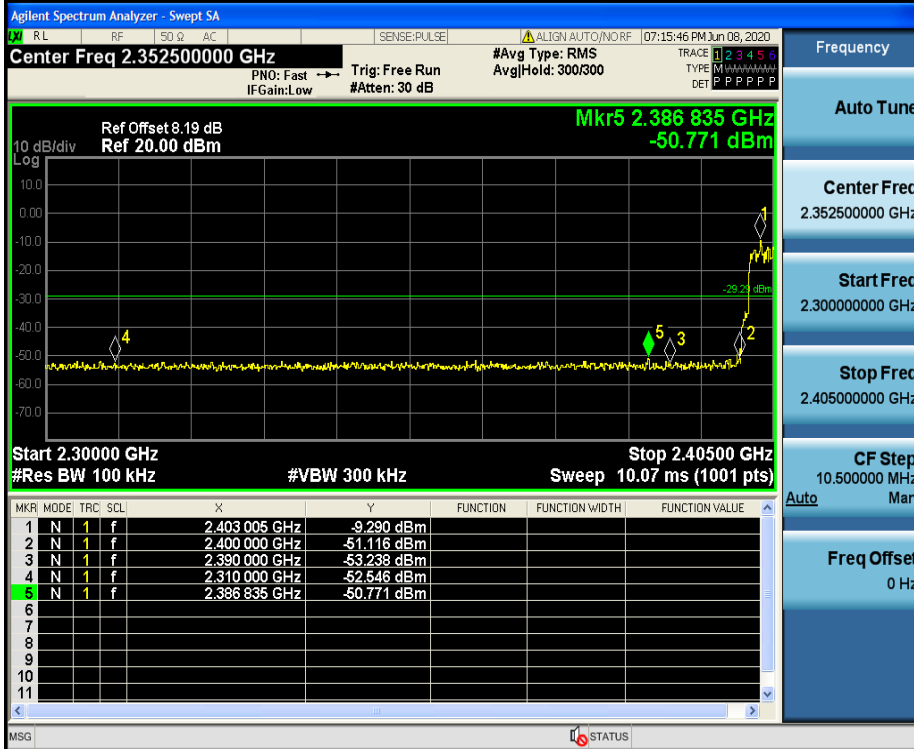 Agilent Spectrum Analyzer - Swept SA
LXI RL RF 50 Ω AC SENSE:PULSE ALIGN AUTO/NO RF 07:15:46 PM Jun 08, 2020
Center Freq 2.352500000 GHz
PNO: Fast
IFGain:Low
Trig: Free Run
#Atten: 30 dB
#Avg Type: RMS
Avg|Hold: 300/300
TRACE 1 2 3 4 5 6
TYPE M W W W W W
DET P P P P P P
Ref Offset 8.19 dB
Ref 20.00 dBm
10 dB/div
Log
Mkr5 2.386 835 GHz
-50.771 dBm
10.0
0.00
-10.0
-20.0
-30.0
-40.0
-50.0
-60.0
-70.0
-29.29 dBm
1
4
5
3
2
Start 2.30000 GHz
Stop 2.40500 GHz
#Res BW 100 kHz
#VBW 300 kHz
Sweep 10.07 ms (1001 pts)
MKR MODE TRC SCL X Y FUNCTION FUNCTION WIDTH FUNCTION VALUE
1 N 1 f 2.403 005 GHz -9.290 dBm
2 N 1 f 2.400 000 GHz -51.116 dBm
3 N 1 f 2.390 000 GHz -53.238 dBm
4 N 1 f 2.310 000 GHz -52.546 dBm
5 N 1 f 2.386 835 GHz -50.771 dBm
6
7
8
9
10
11
MSG
STATUS
Frequency
Auto Tune
Center Freq
2.352500000 GHz
Start Freq
2.300000000 GHz
Stop Freq
2.405000000 GHz
CF Step
10.500000 MHz
Auto Man
Freq Offset
0 Hz